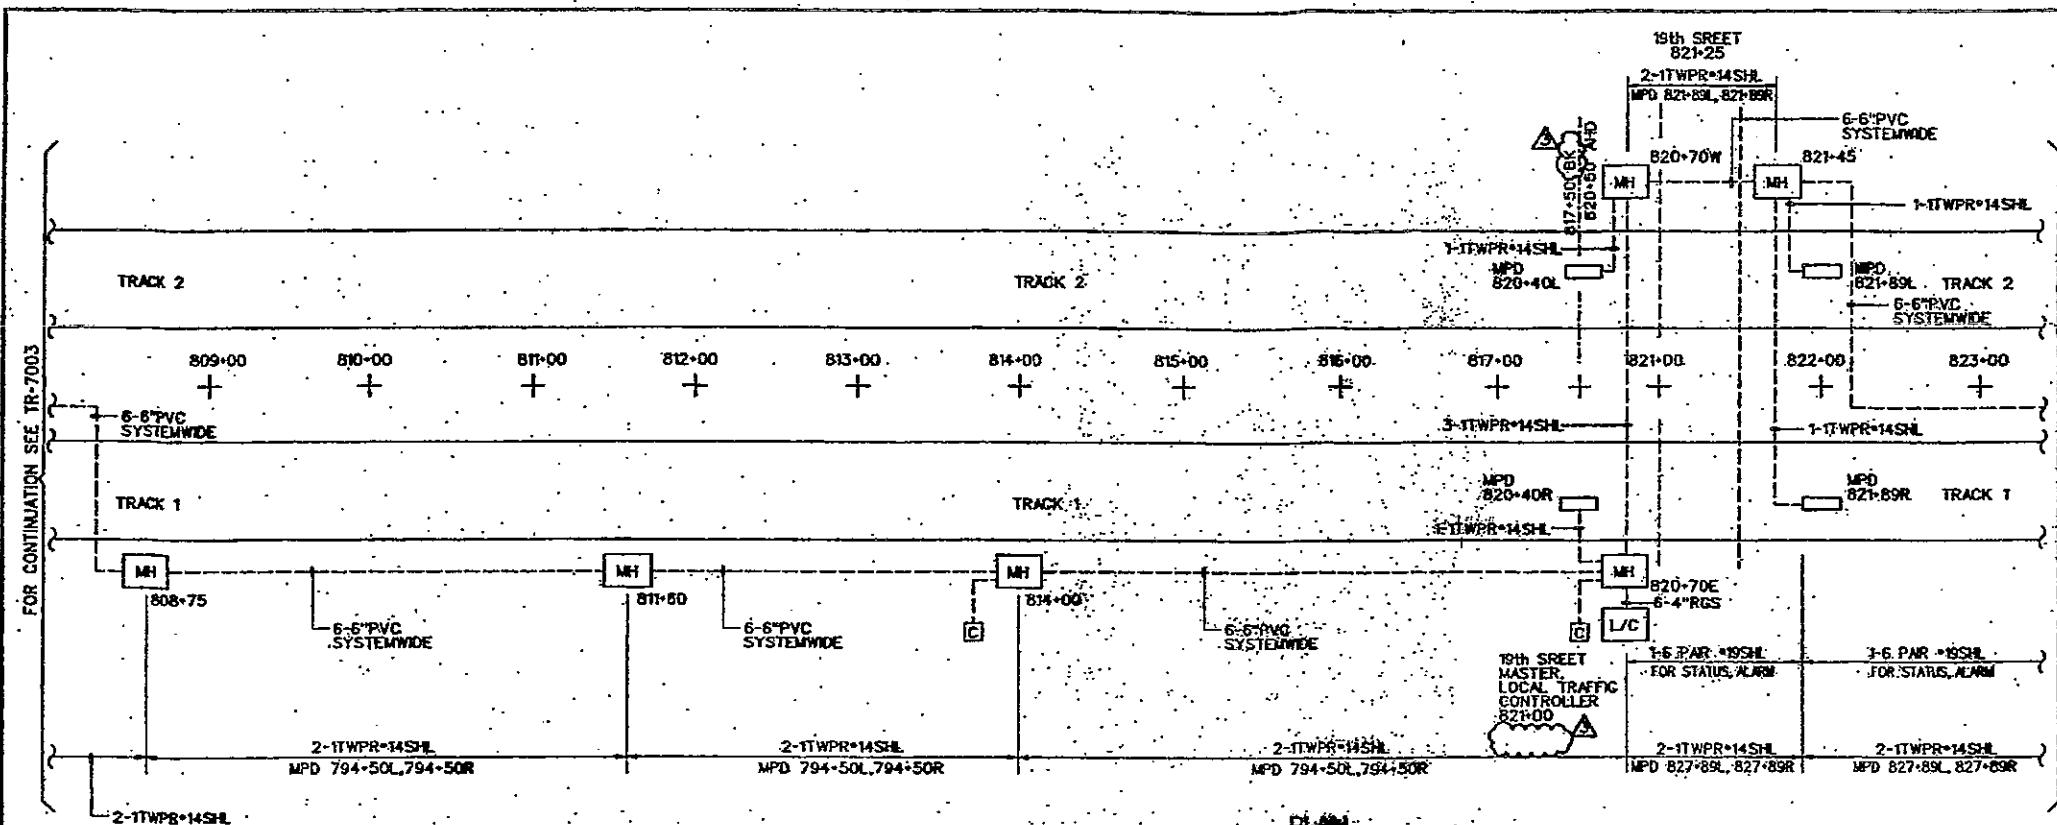 19th SREET
821+25
2-1TWPR#14SHL
MPD 821+89L, 821+89R
6-6"PVC
SYSTEMWIDE
3
817+50 BK
820+50 AHD
820+70W
821+45
MH
MH
1-1TWPR#14SHL
1-1TWPR#14SHL
TRACK 2
TRACK 2
MPD
820+40L
MPD
821+89L
TRACK 2
6-6"PVC
SYSTEMWIDE
FOR CONTINUATION SEE TR-7003
809+00
810+00
811+00
812+00
813+00
814+00
815+00
816+00
817+00
821+00
822+00
823+00
6-6"PVC
SYSTEMWIDE
3-1TWPR#14SHL
1-1TWPR#14SHL
TRACK 1
TRACK 1
MPD
820+40R
MPD
821+89R
TRACK 1
1-1TWPR#14SHL
MH
808+75
MH
811+60
MH
814+00
MH
820+70E
6-4"RGS
6-6"PVC
SYSTEMWIDE
6-6"PVC
SYSTEMWIDE
C
6-6"PVC
SYSTEMWIDE
C
L/C
19th SREET
MASTER
LOCAL TRAFFIC
CONTROLLER
821+00
1-6 PAR #19SHL
FOR STATUS, ALARM
1-6 PAR #19SHL
FOR STATUS, ALARM
2-1TWPR#14SHL
MPD 794+50L, 794+50R
2-1TWPR#14SHL
MPD 794+50L, 794+50R
2-1TWPR#14SHL
MPD 794+50L, 794+50R
2-1TWPR#14SHL
MPD 827+89L, 827+89R
2-1TWPR#14SHL
MPD 827+89L, 827+89R
2-1TWPR#14SHL